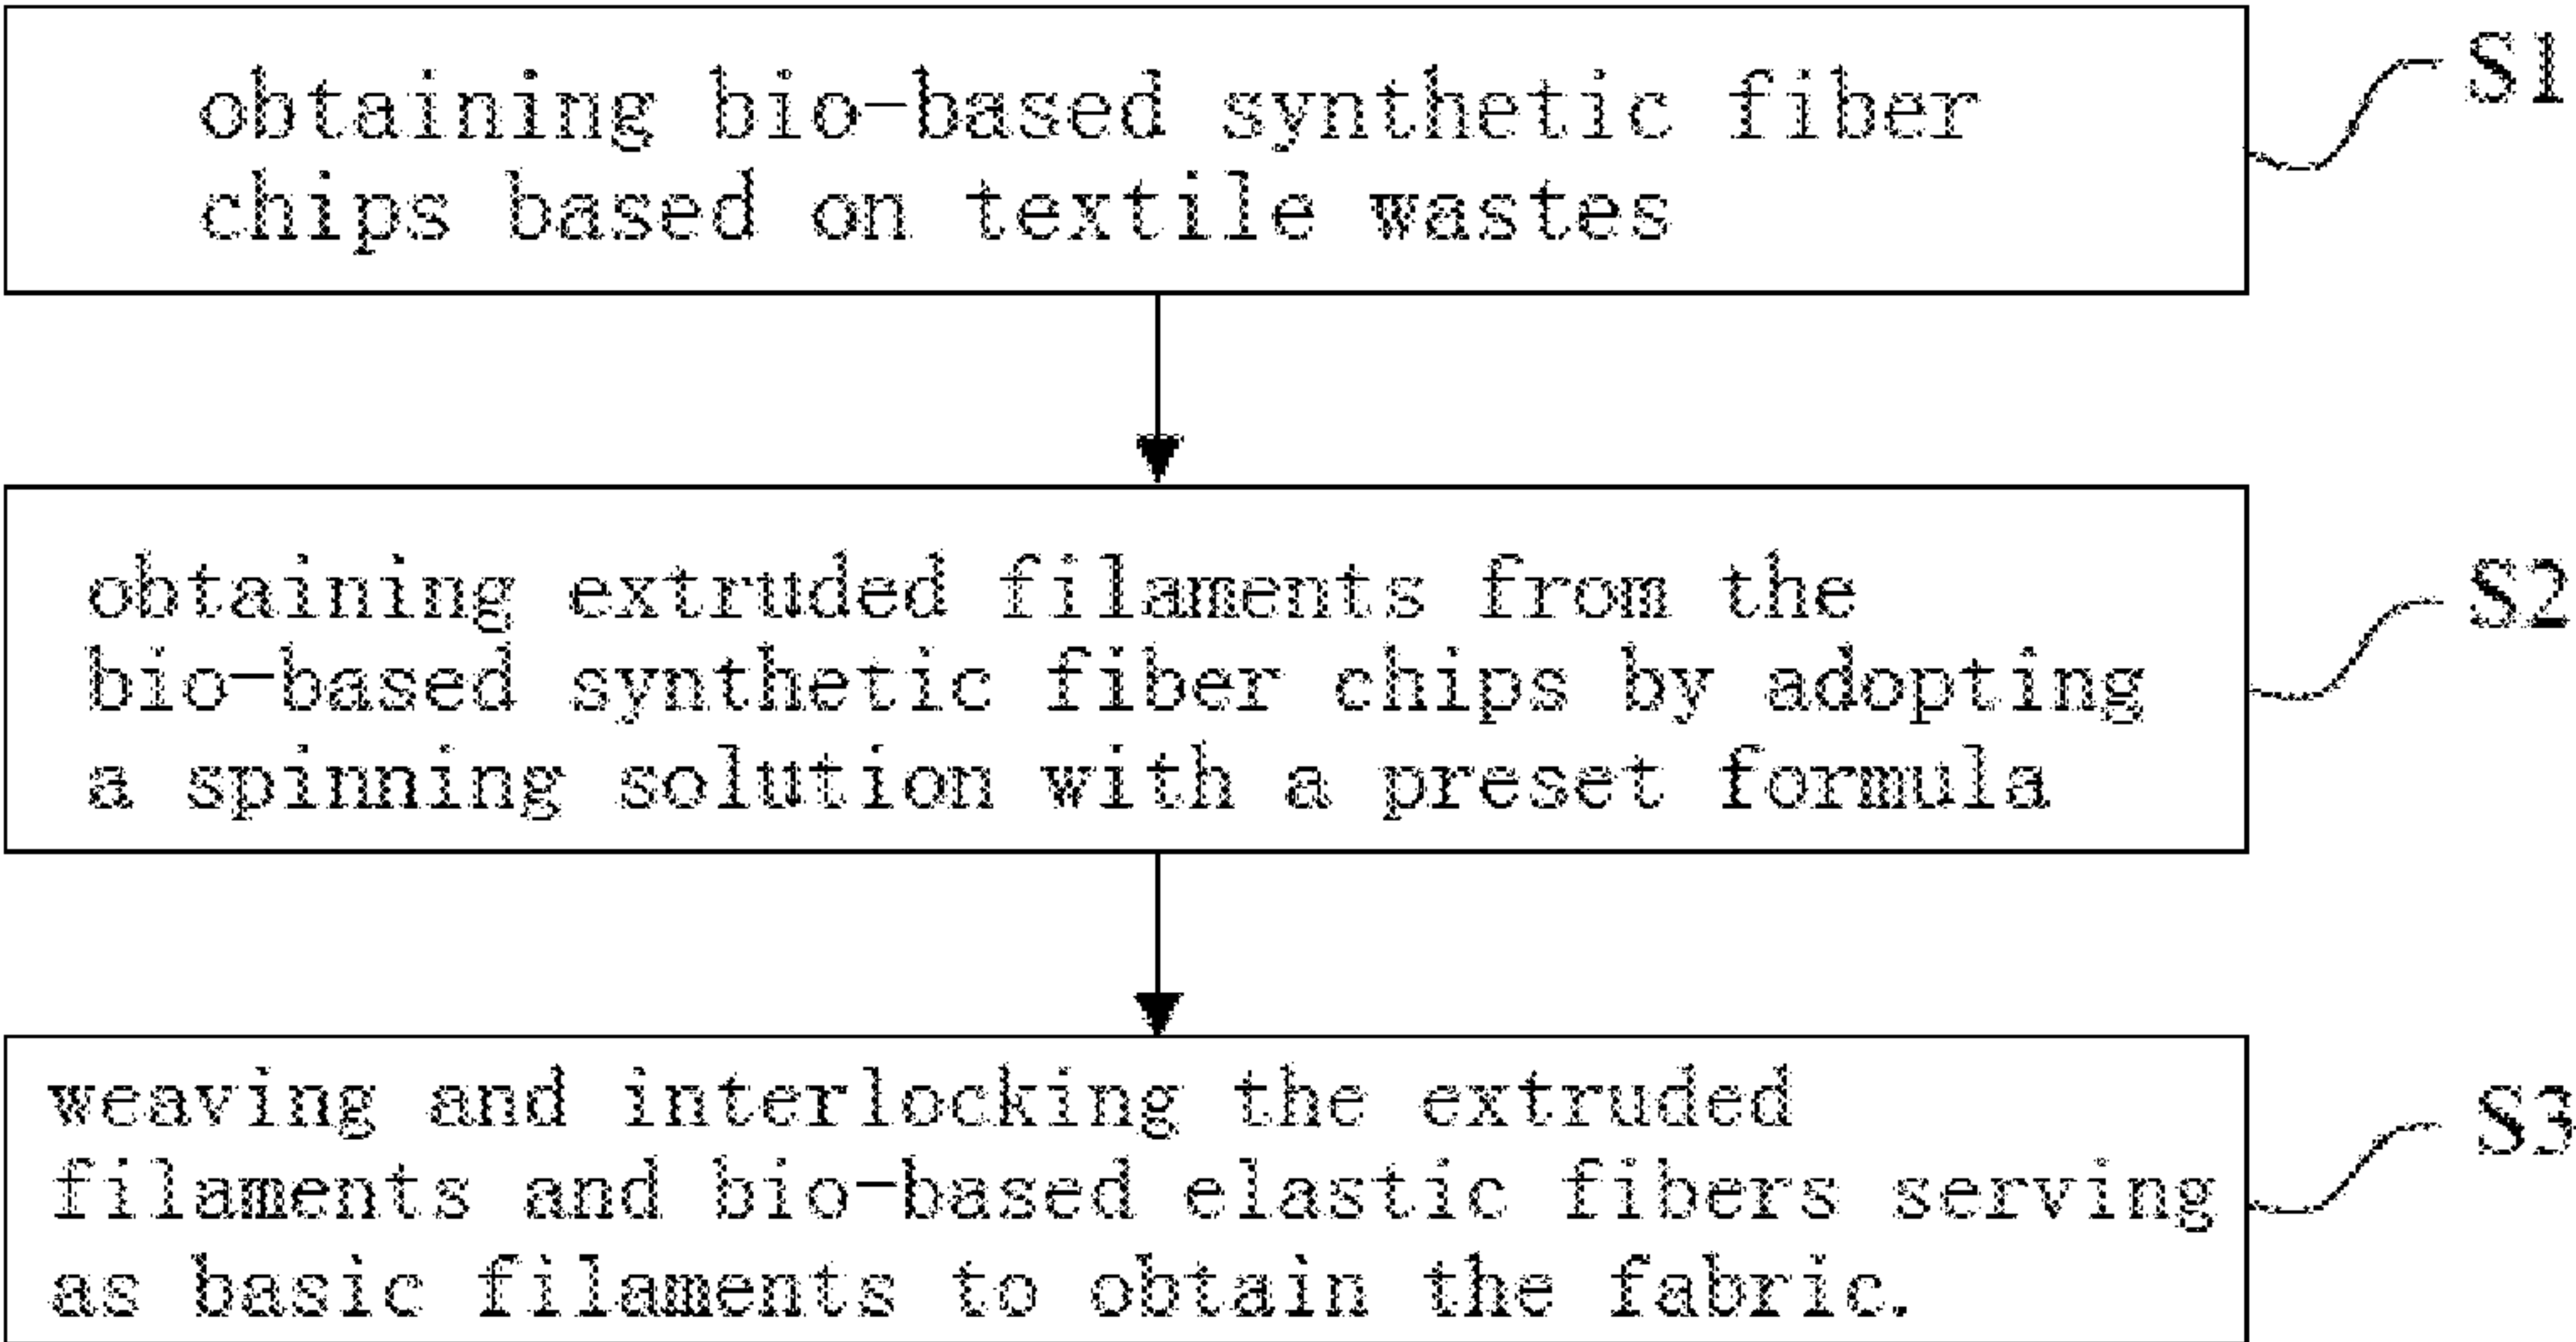 obtaining bio-based synthetic fiber
chips based on textile wastes
S1
obtaining extruded filaments from the
bio-based synthetic fiber chips by adopting
a spinning solution with a preset formula
S2
weaving and interlocking the extruded
filaments and bio-based elastic fibers serving
as basic filaments to obtain the fabric.
S3